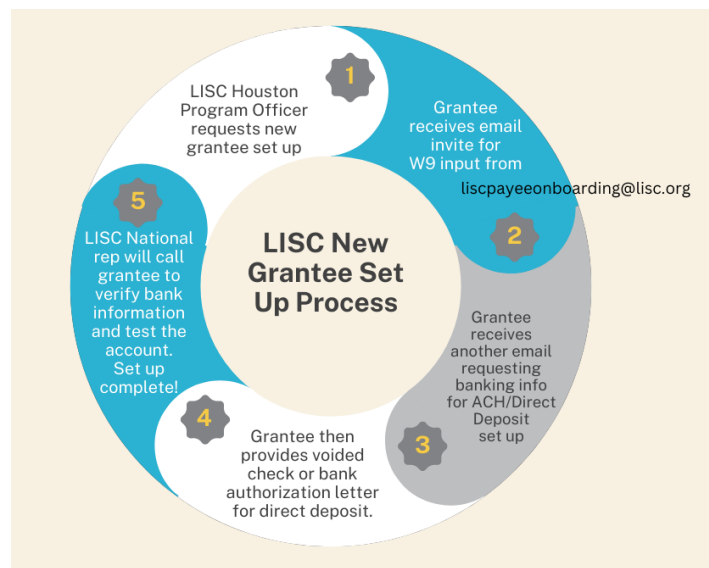 LISC New
Grantee Set
Up Process
1
LISC Houston
Program Officer
requests new
grantee set up
Grantee
receives email
invite for
W9 input from
liscpayeeonboarding@lisc.org
2
Grantee
receives
another email
requesting
banking info
for ACH/Direct
Deposit
set up
3
4
Grantee then
provides voided
check or bank
authorization letter
for direct deposit.
5
LISC National
rep will call
grantee to
verify bank
information
and test the
account.
Set up
complete!